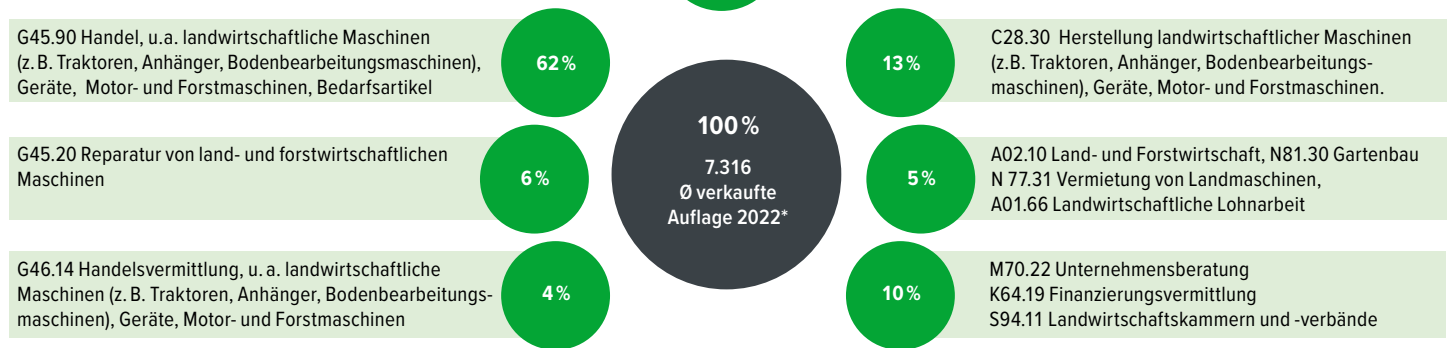 G45.90 Handel, u.a. landwirtschaftliche Maschinen
(z. B. Traktoren, Anhänger, Bodenbearbeitungsmaschinen),
Geräte, Motor- und Forstmaschinen, Bedarfsartikel
62 %
G45.20 Reparatur von land- und forstwirtschaftlichen
Maschinen
6 %
G46.14 Handelsvermittlung, u. a. landwirtschaftliche
Maschinen (z. B. Traktoren, Anhänger, Bodenbearbeitungs-
maschinen), Geräte, Motor- und Forstmaschinen
4 %
100 %
7.316
Ø verkaufte
Auflage 2022*
13 %
C28.30 Herstellung landwirtschaftlicher Maschinen
(z.B. Traktoren, Anhänger, Bodenbearbeitungs-
maschinen), Geräte, Motor- und Forstmaschinen.
5 %
A02.10 Land- und Forstwirtschaft, N81.30 Gartenbau
N 77.31 Vermietung von Landmaschinen,
A01.66 Landwirtschaftliche Lohnarbeit
10 %
M70.22 Unternehmensberatung
K64.19 Finanzierungsvermittlung
S94.11 Landwirtschaftskammern und -verbände